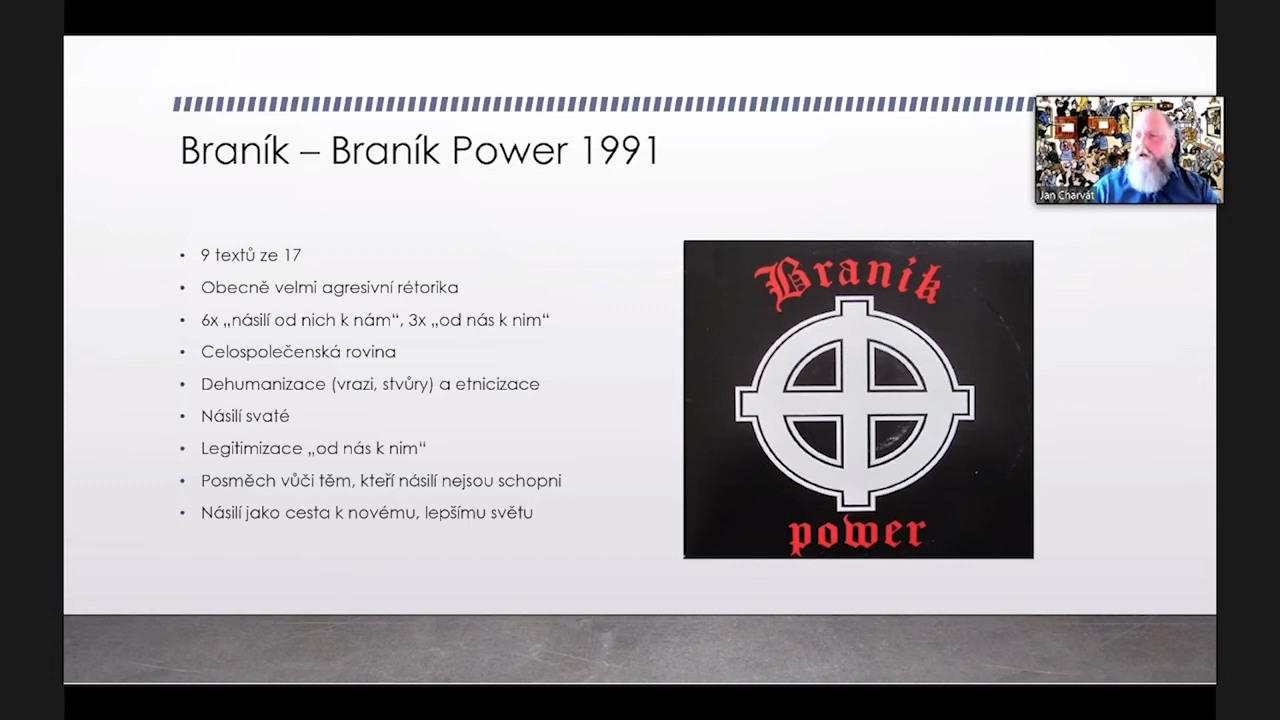 Braník – Braník Power 1991
Jan Charvát
• 9 textů ze 17
• Obecně velmi agresivní rétorika
• 6x „násilí od nich k nám“, 3x „od nás k nim“
• Celospolečenská rovina
• Dehumanizace (vrazi, stvůry) a etnicizace
• Násilí svaté
• Legitimizace „od nás k nim“
• Posměch vůči těm, kteří násilí nejsou schopni
• Násilí jako cesta k novému, lepšímu světu
Braník
power